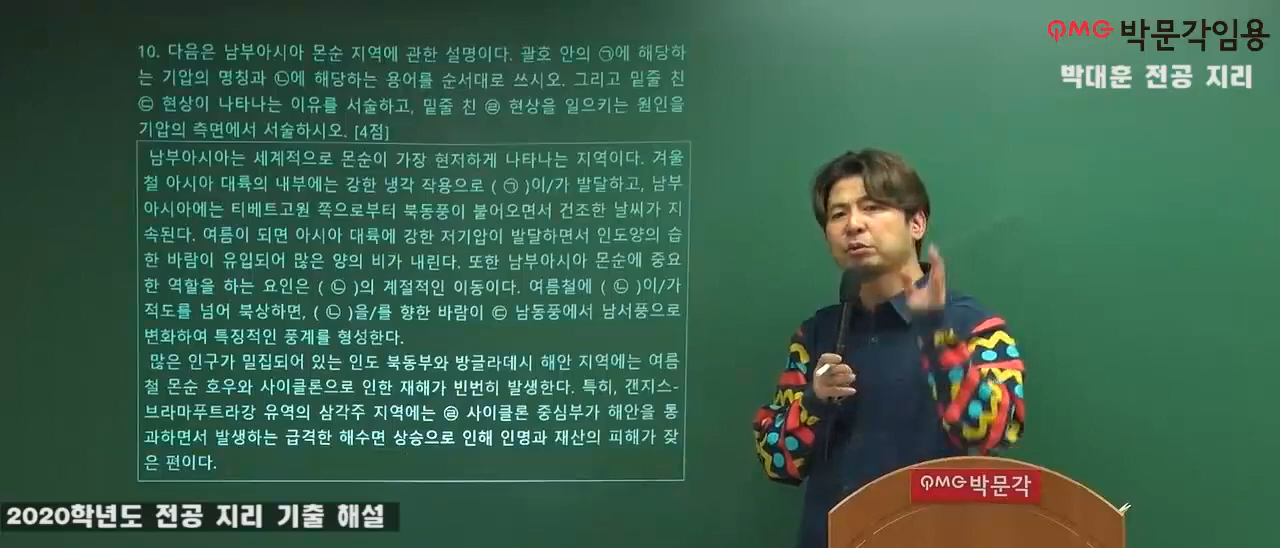 10. 다음은 남부아시아 몬순 지역에 관한 설명이다. 괄호 안의 ㉠에 해당하
는 기압의 명칭과 ㉡에 해당하는 용어를 순서대로 쓰시오. 그리고 밑줄 친
㉢ 현상이 나타나는 이유를 서술하고, 밑줄 친 ㉣ 현상을 일으키는 원인을
기압의 측면에서 서술하시오. [4점]
남부아시아는 세계적으로 몬순이 가장 현저하게 나타나는 지역이다. 겨울
철 아시아 대륙의 내부에는 강한 냉각 작용으로 ( ㉠ )이/가 발달하고, 남부
아시아에는 티베트고원 쪽으로부터 북동풍이 불어오면서 건조한 날씨가 지
속된다. 여름이 되면 아시아 대륙에 강한 저기압이 발달하면서 인도양의 습
한 바람이 유입되어 많은 양의 비가 내린다. 또한 남부아시아 몬순에 중요
한 역할을 하는 요인은 ( ㉡ )의 계절적인 이동이다. 여름철에 ( ㉡ )이/가
적도를 넘어 북상하면, ( ㉡ )을/를 향한 바람이 ㉢ 남동풍에서 남서풍으로
변화하여 특징적인 풍계를 형성한다.
많은 인구가 밀집되어 있는 인도 북동부와 방글라데시 해안 지역에는 여름
철 몬순 호우와 사이클론으로 인한 재해가 빈번히 발생한다. 특히, 갠지스-
브라마푸트라강 유역의 삼각주 지역에는 ㉣ 사이클론 중심부가 해안을 통
과하면서 발생하는 급격한 해수면 상승으로 인해 인명과 재산의 피해가 잦
은 편이다.
PMG 박문각임용
박대훈 전공 지리
PMG 박문각
2020학년도 전공 지리 기출 해설